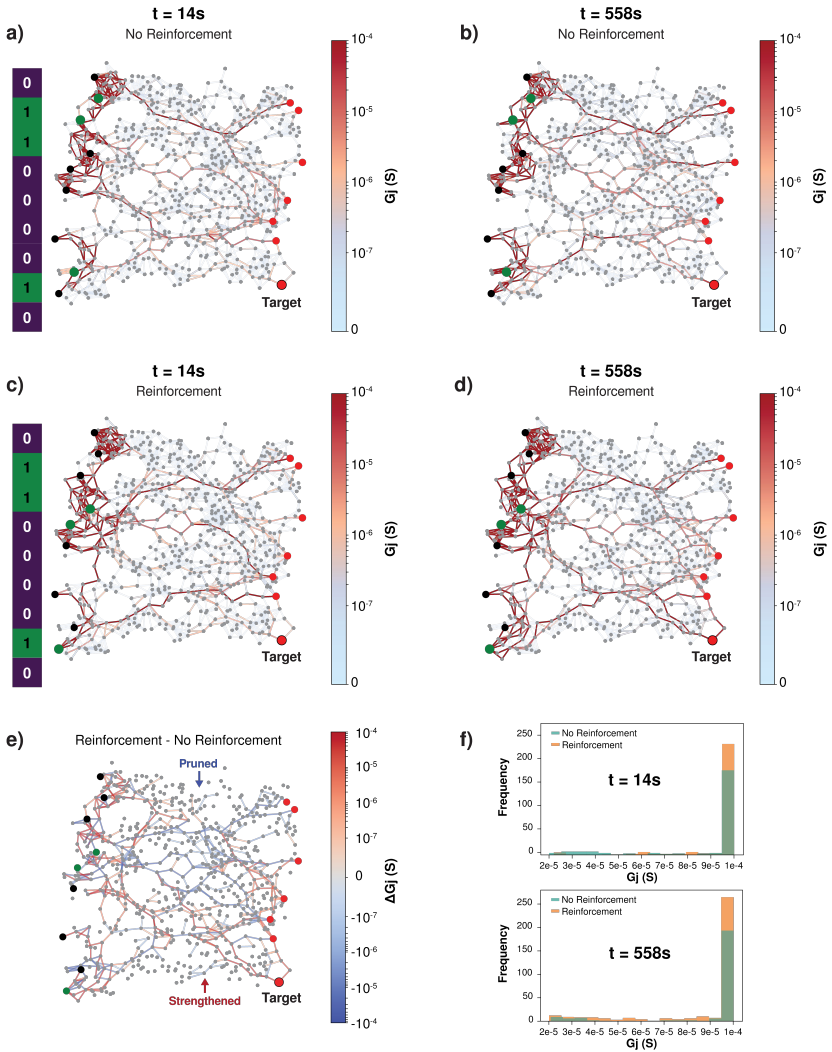 a)
t = 14s
No Reinforcement
0
1
1
0
0
0
0
1
0
10⁻⁴
10⁻⁵
10⁻⁶
10⁻⁷
0
Gj (S)
Target
b)
t = 558s
No Reinforcement
10⁻⁴
10⁻⁵
10⁻⁶
10⁻⁷
0
Gj (S)
Target
c)
t = 14s
Reinforcement
0
1
1
0
0
0
0
1
0
10⁻⁴
10⁻⁵
10⁻⁶
10⁻⁷
0
Gj (S)
Target
d)
t = 558s
Reinforcement
10⁻⁴
10⁻⁵
10⁻⁶
10⁻⁷
0
Gj (S)
Target
e)
Reinforcement - No Reinforcement
Pruned
Strengthened
Target
10⁻⁴
10⁻⁵
10⁻⁶
10⁻⁷
0
-10⁻⁷
-10⁻⁶
-10⁻⁵
-10⁻⁴
ΔGj (S)
f)
No Reinforcement
Reinforcement
t = 14s
Frequency
250
200
150
100
50
0
2e-5 3e-5 4e-5 5e-5 6e-5 7e-5 8e-5 9e-5 1e-4
Gj (S)
No Reinforcement
Reinforcement
t = 558s
Frequency
250
200
150
100
50
0
2e-5 3e-5 4e-5 5e-5 6e-5 7e-5 8e-5 9e-5 1e-4
Gj (S)